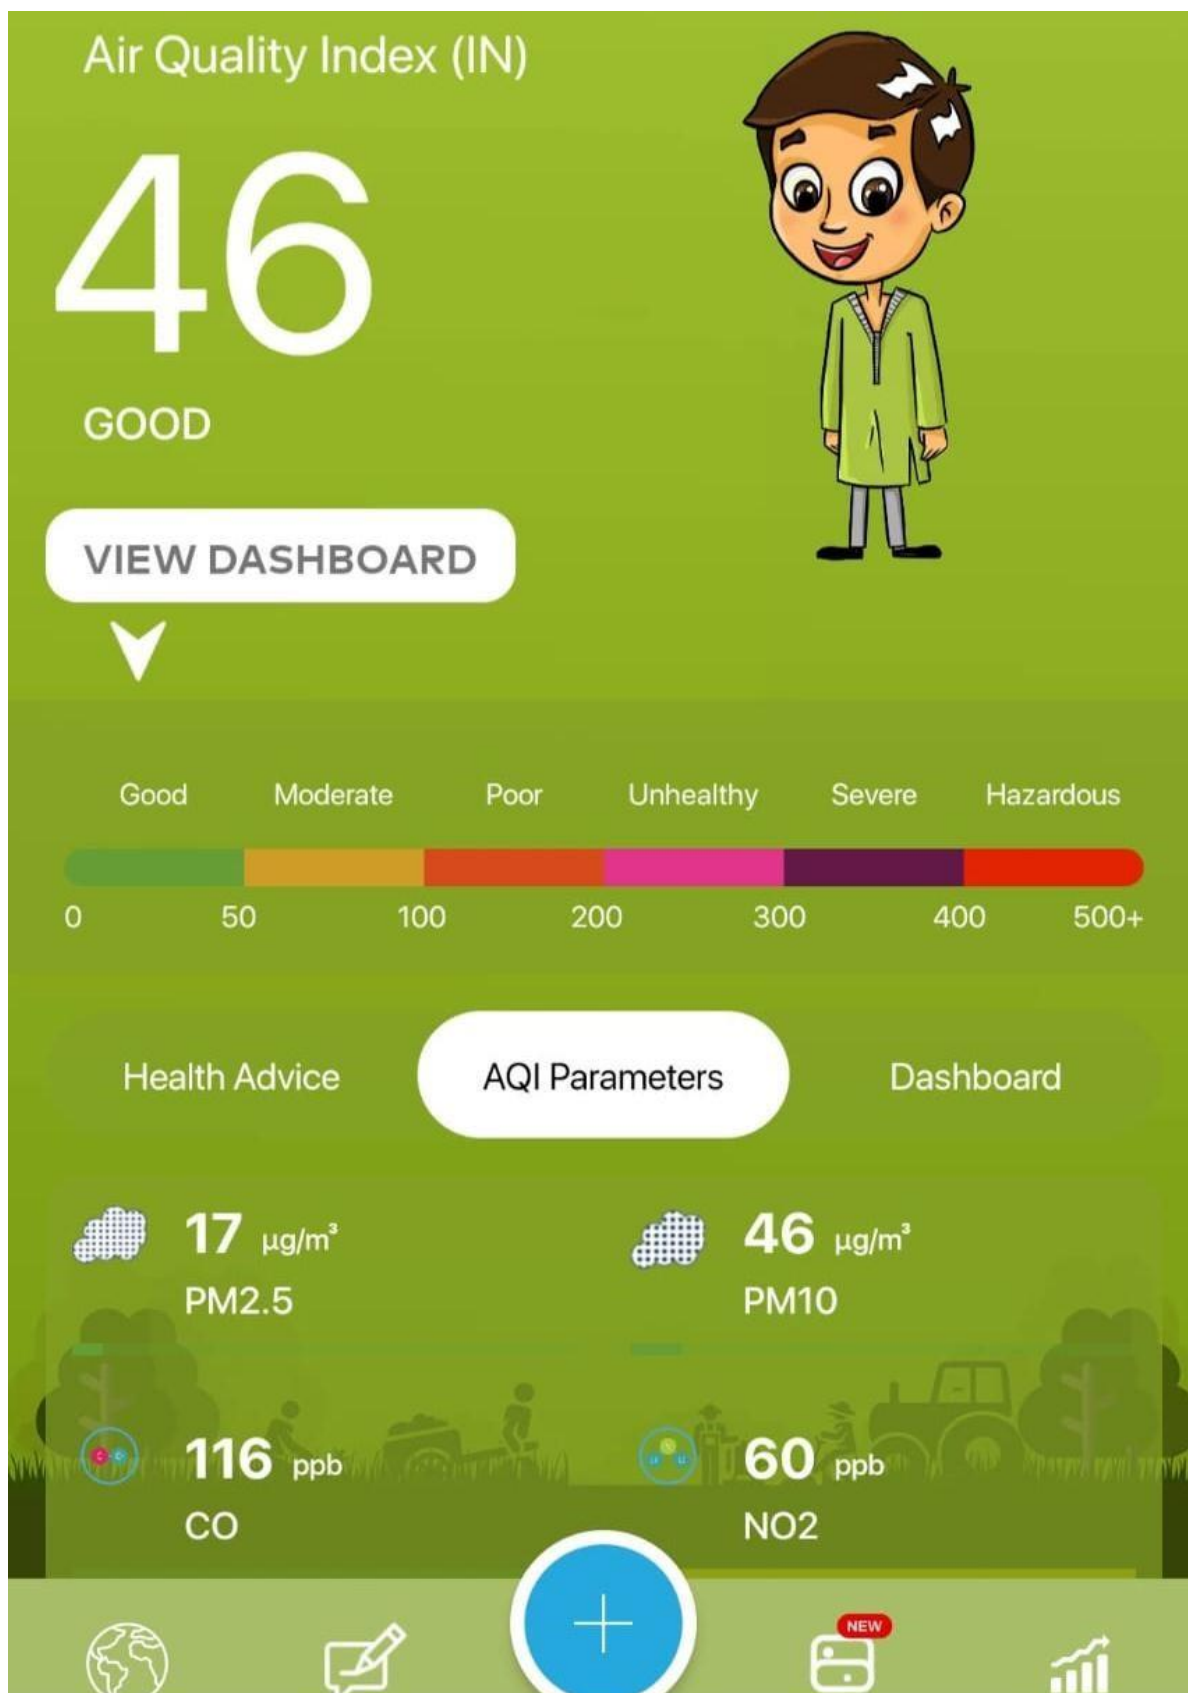 Air Quality Index (IN)
46
GOOD
VIEW DASHBOARD
Good Moderate Poor Unhealthy Severe Hazardous
0 50 100 200 300 400 500+
Health Advice AQI Parameters Dashboard
17 µg/m³ 46 µg/m³
PM2.5 PM10
116 ppb 60 ppb
CO NO2
NEW